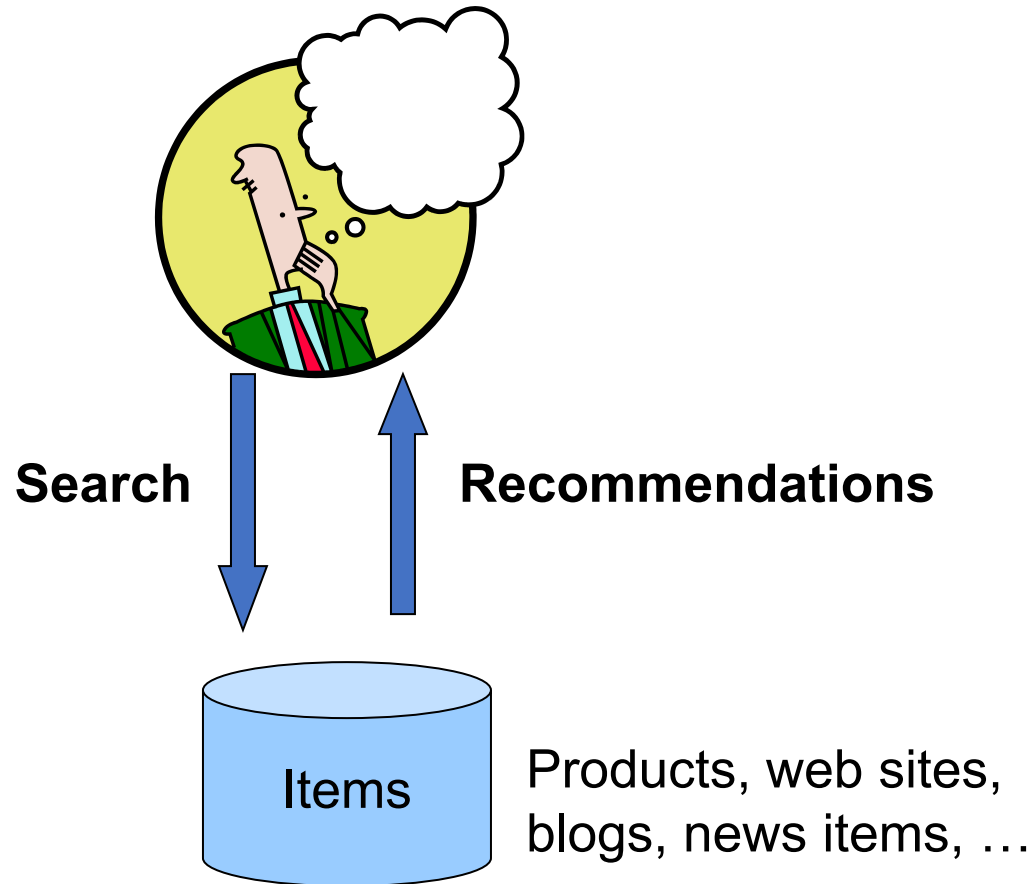 Search
Recommendations
Items
Products, web sites,
blogs, news items, …